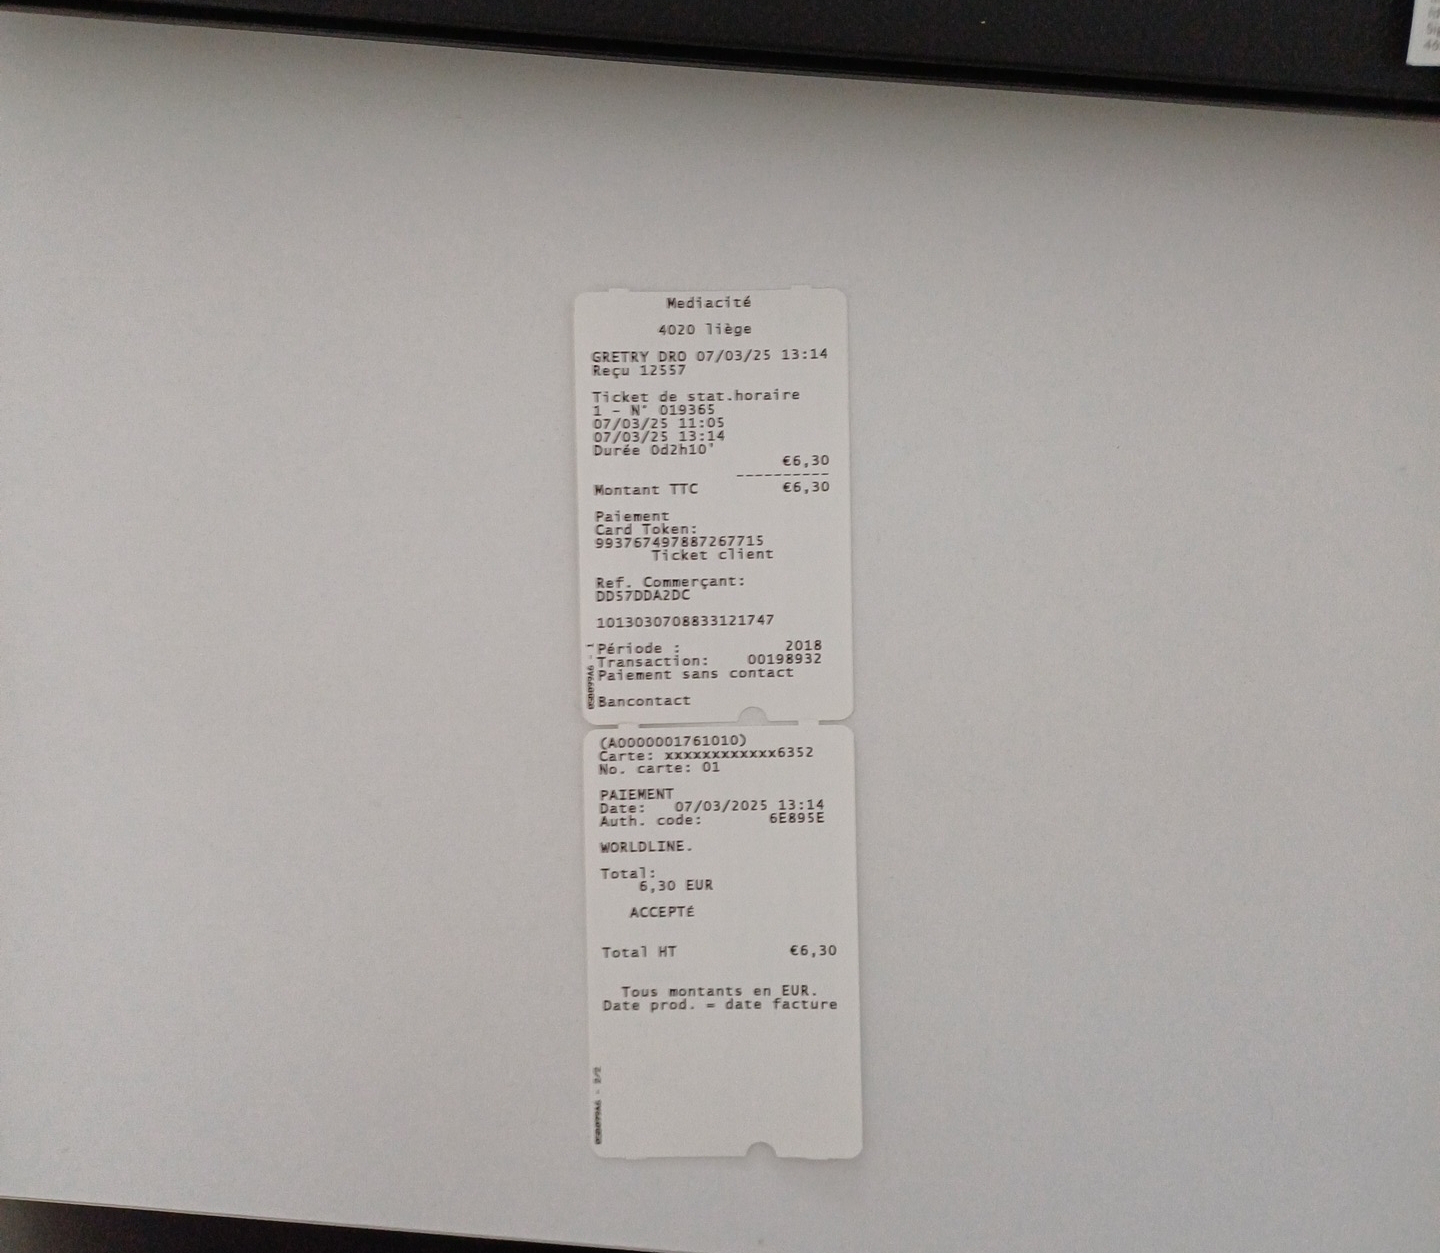 Mediacité
4020 liège
GRETRY DRO 07/03/25 13:14
Reçu 12557
Ticket de stat.horaire
1 - N° 019365
07/03/25 11:05
07/03/25 13:14
Durée 0d2h10'
€6,30
----------
Montant TTC €6,30
Paiement
Card Token:
993767497887267715
Ticket client
Ref. Commerçant:
DD57DDA2DC
1013030708833121747
Période : 2018
Transaction: 00198932
Paiement sans contact
Bancontact
(A0000001761010)
Carte: xxxxxxxxxxxx6352
No. carte: 01
PAIEMENT
Date: 07/03/2025 13:14
Auth. code: 6E895E
WORLDLINE.
Total:
6,30 EUR
ACCEPTÉ
Total HT €6,30
Tous montants en EUR.
Date prod. = date facture